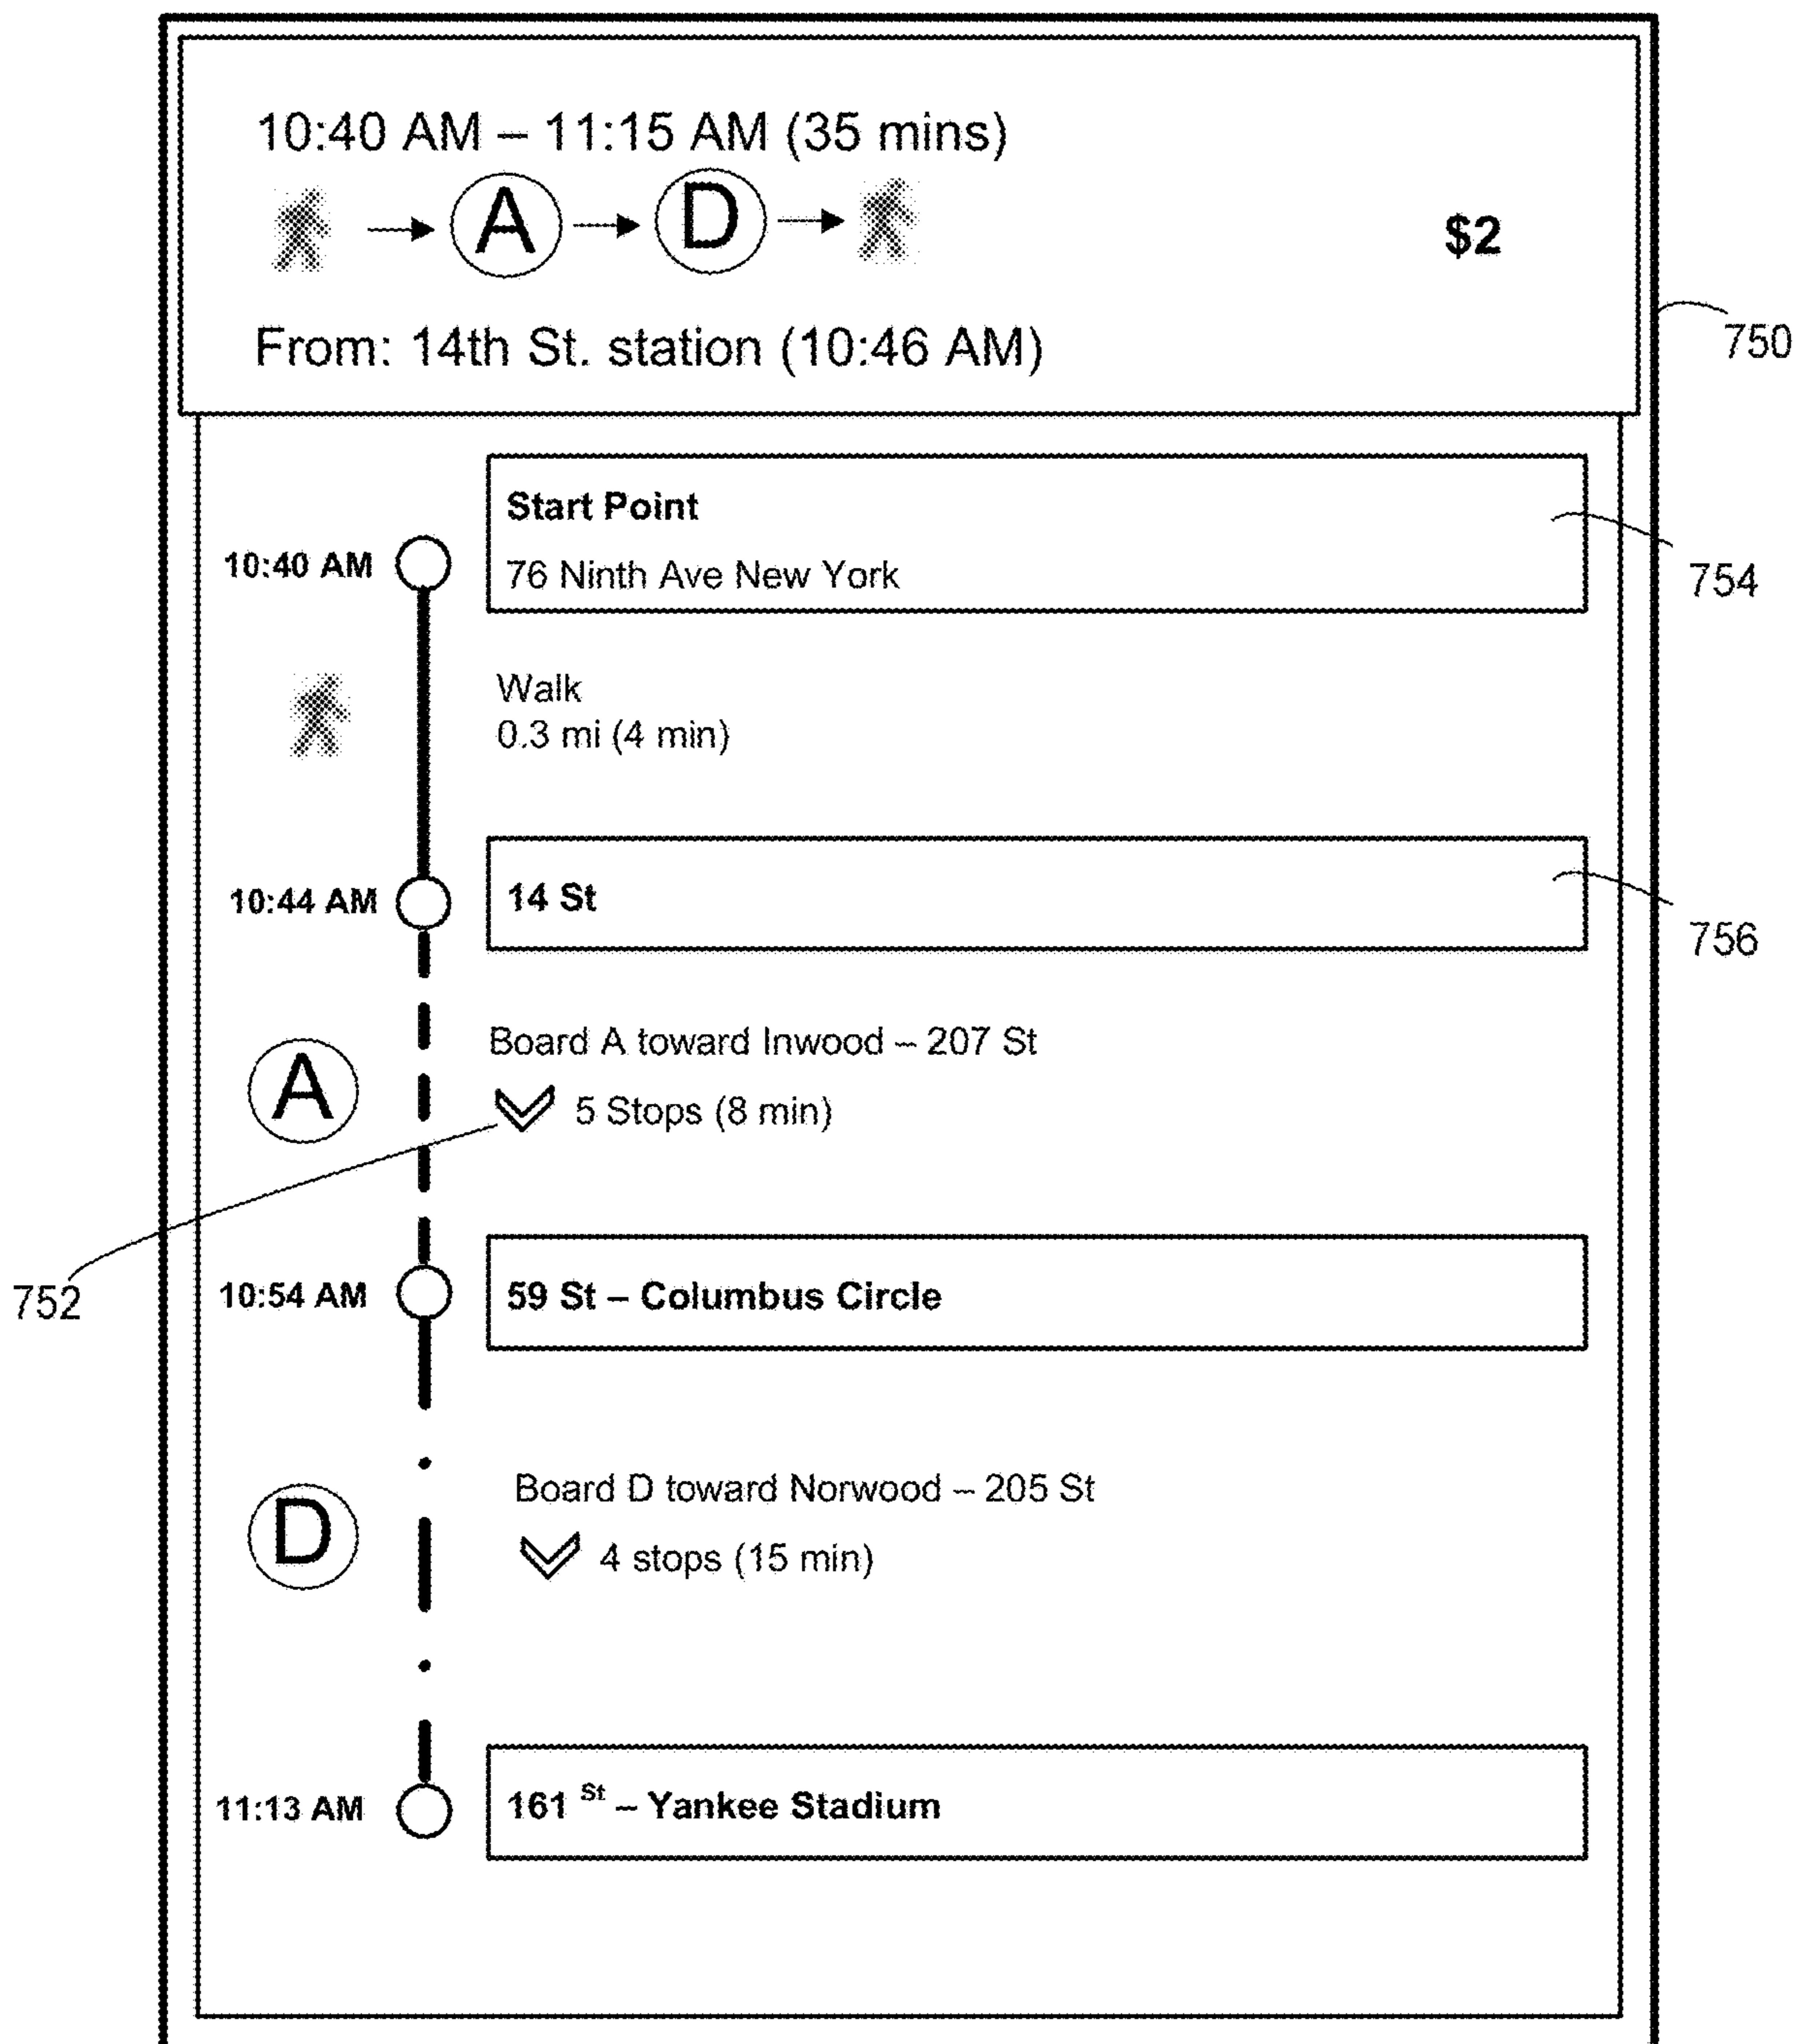 10:40 AM – 11:15 AM (35 mins)
A D
$2
From: 14th St. station (10:46 AM)
750
Start Point
10:40 AM
76 Ninth Ave New York
754
Walk
0.3 mi (4 min)
10:44 AM
14 St
756
A
Board A toward Inwood – 207 St
5 Stops (8 min)
752
10:54 AM
59 St – Columbus Circle
D
Board D toward Norwood – 205 St
4 stops (15 min)
11:13 AM
161 St – Yankee Stadium